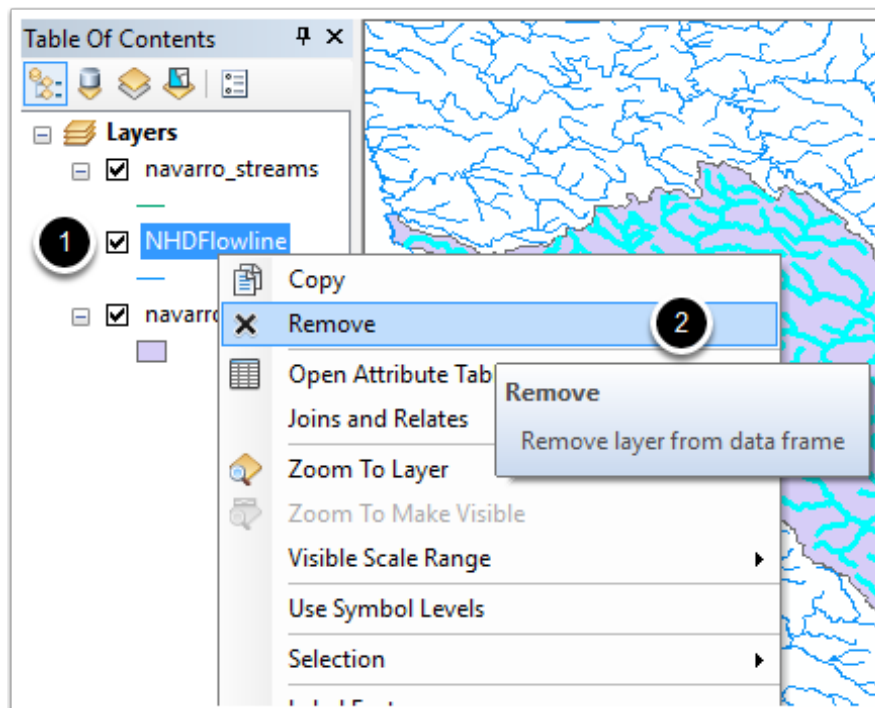 Table Of Contents
Layers
navarro_streams
1
NHDFlowline
Copy
navarro
Remove
2
Open Attribute Tab
Remove
Joins and Relates
Remove layer from data frame
Zoom To Layer
Zoom To Make Visible
Visible Scale Range
Use Symbol Levels
Selection